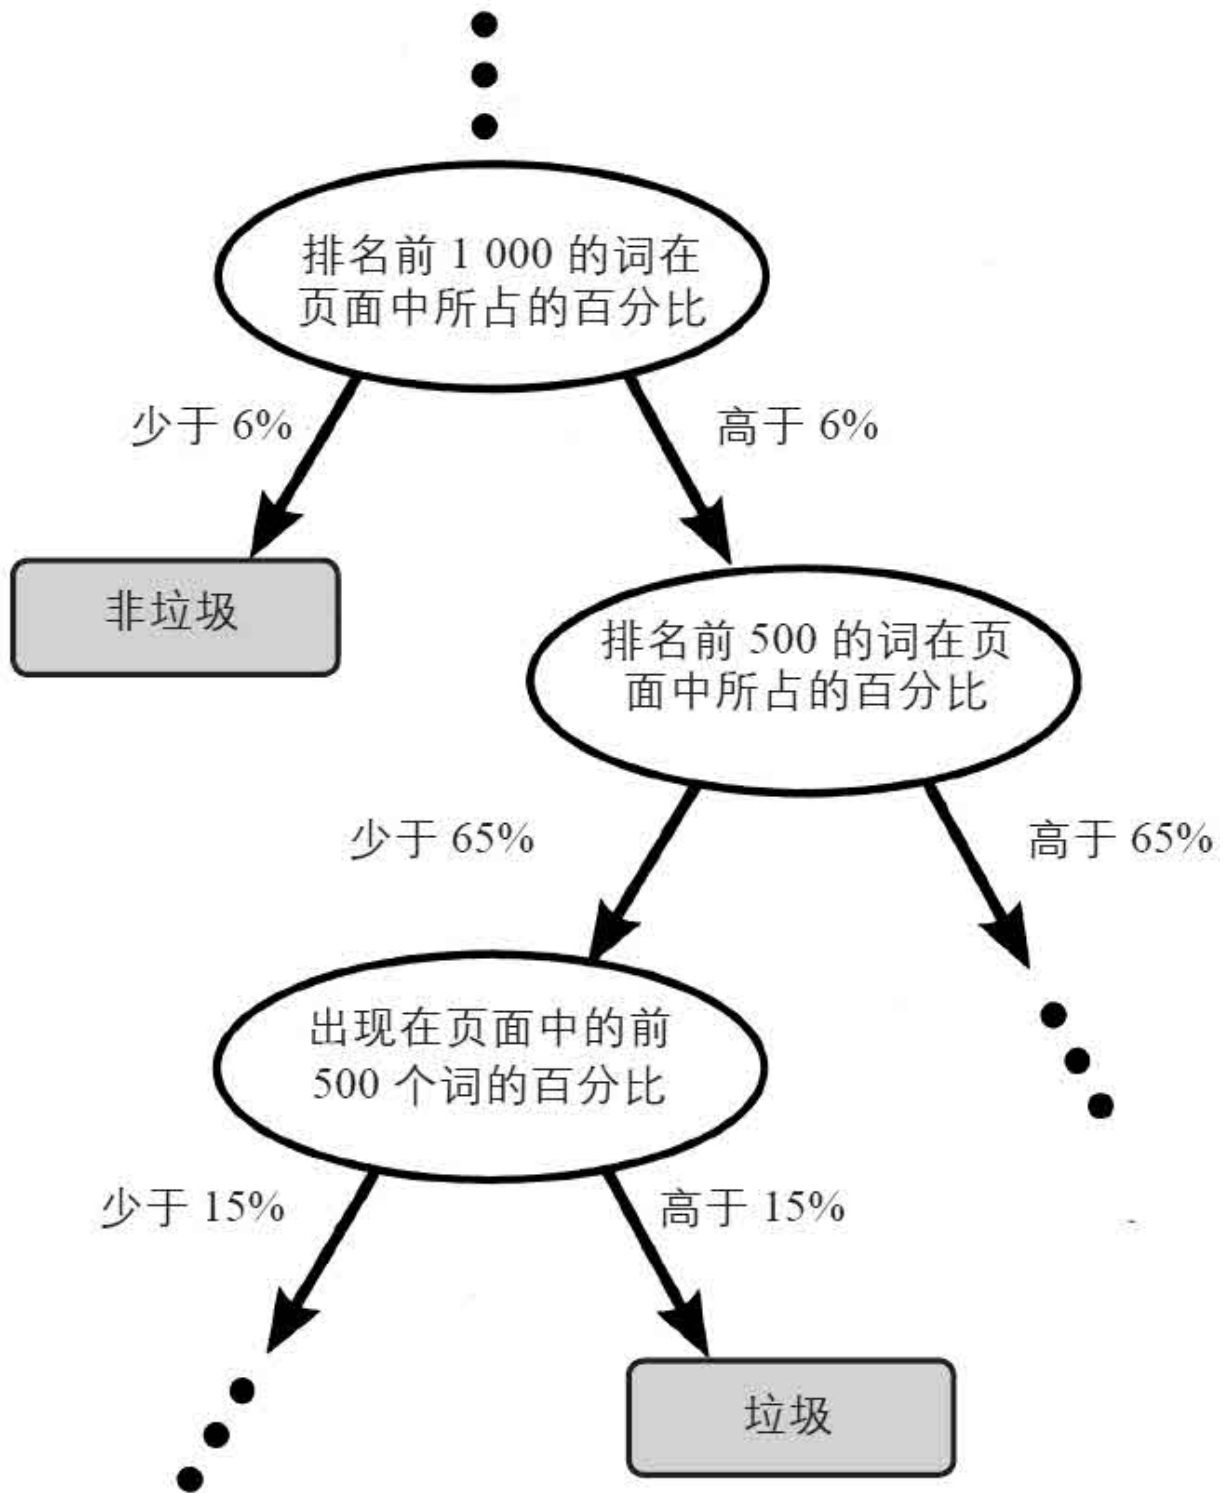 排名前 1 000 的词在
页面中所占的百分比
少于 6%
高于 6%
非垃圾
排名前 500 的词在页
面中所占的百分比
少于 65%
高于 65%
出现在页面中的前
500 个词的百分比
少于 15%
高于 15%
垃圾